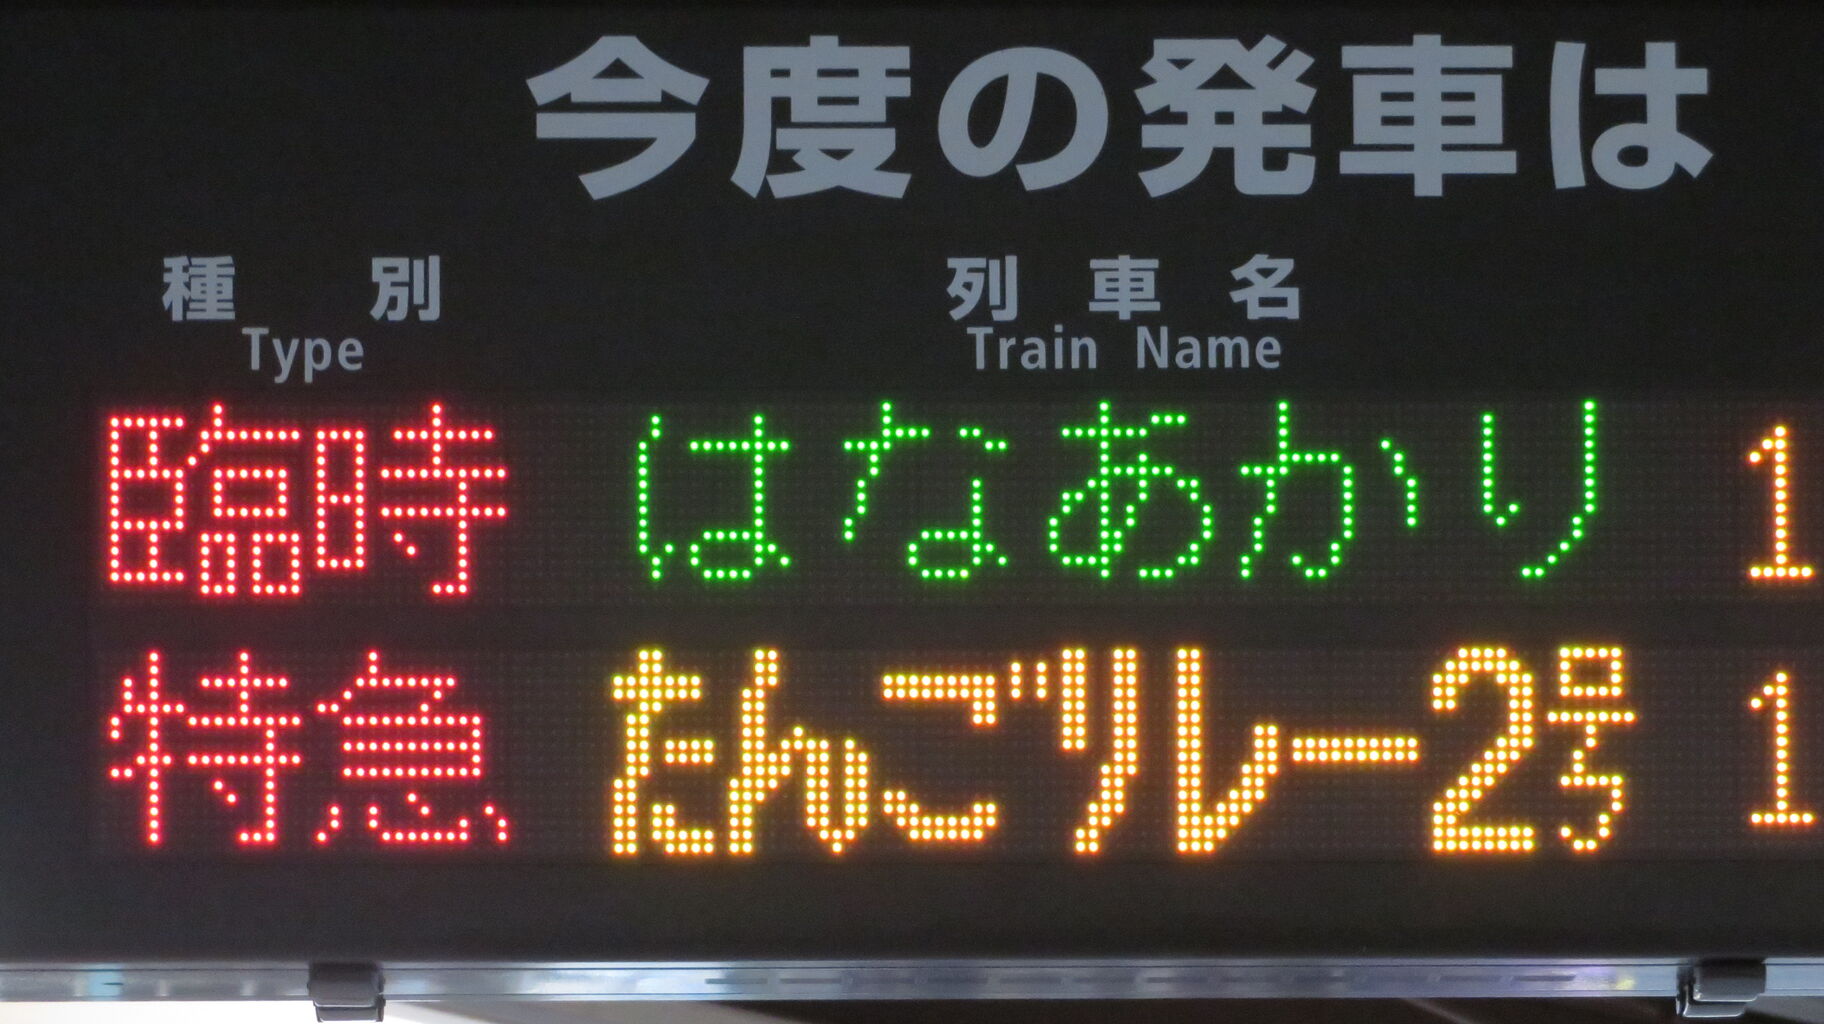 今度の発車は
種別 列車名
Type Train Name
臨時 はなあかり 1
特急 たんごリレー2号 1